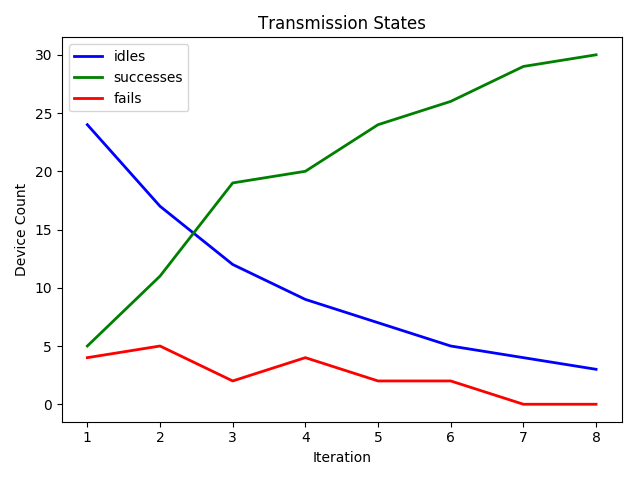 Transmission States
idles
successes
fails
30
25
20
15
10
5
0
Device Count
1 2 3 4 5 6 7 8
Iteration